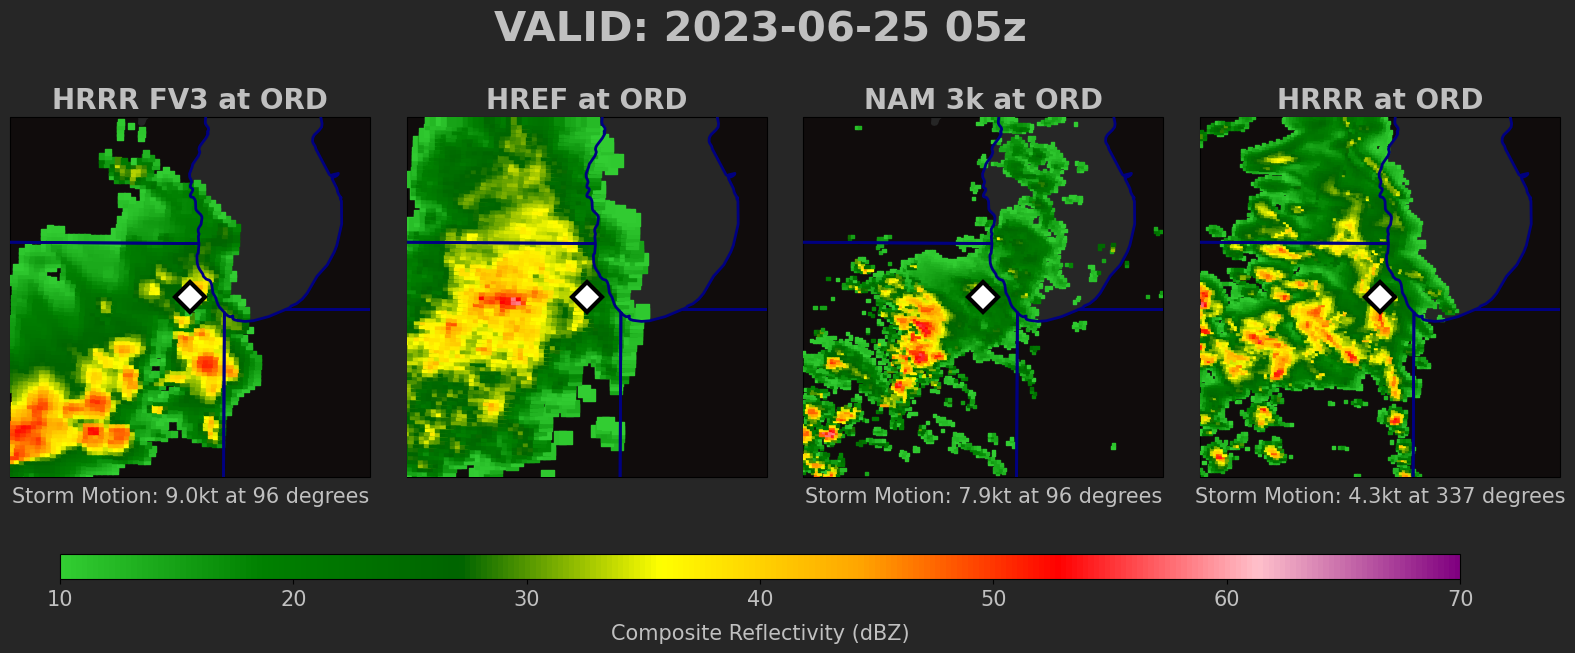 VALID: 2023-06-25 05z
HRRR FV3 at ORD
HREF at ORD
NAM 3k at ORD
HRRR at ORD
Storm Motion: 9.0kt at 96 degrees
Storm Motion: 7.9kt at 96 degrees
Storm Motion: 4.3kt at 337 degrees
10 20 30 40 50 60 70
Composite Reflectivity (dBZ)